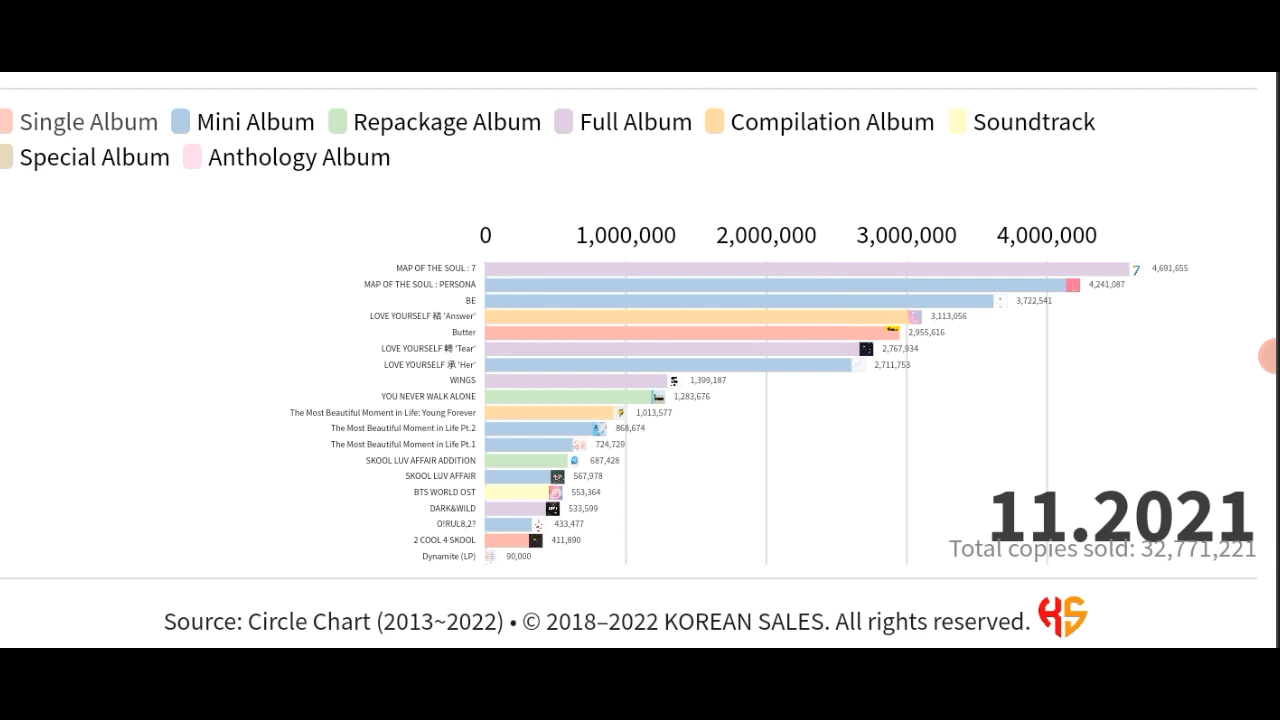 Single Album Mini Album Repackage Album Full Album Compilation Album Soundtrack
Special Album Anthology Album
0 1,000,000 2,000,000 3,000,000 4,000,000
MAP OF THE SOUL : 7 7 4,691,655
MAP OF THE SOUL : PERSONA 4,241,087
BE 3,722,541
LOVE YOURSELF 結 'Answer' 3,113,056
Butter 2,955,616
LOVE YOURSELF 轉 'Tear' 2,767,934
LOVE YOURSELF 承 'Her' 2,711,753
WINGS 1,399,187
YOU NEVER WALK ALONE 1,283,676
The Most Beautiful Moment in Life: Young Forever 1,013,577
The Most Beautiful Moment in Life Pt.2 868,674
The Most Beautiful Moment in Life Pt.1 724,729
SKOOL LUV AFFAIR ADDITION 687,428
SKOOL LUV AFFAIR 567,978
BTS WORLD OST 553,364
DARK&WILD 533,599
O!RUL8,2? 433,477
2 COOL 4 SKOOL 411,890
Dynamite (LP) 90,000
11.2021
Total copies sold: 32,771,221
Source: Circle Chart (2013~2022) • © 2018–2022 KOREAN SALES. All rights reserved. KS